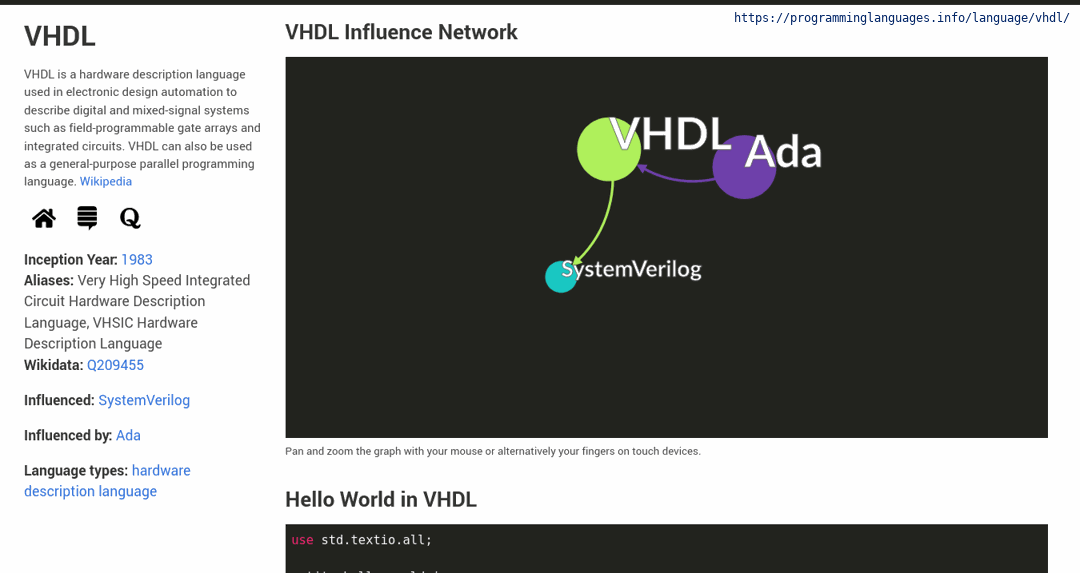 https://programminglanguages.info/language/vhdl/
VHDL
VHDL is a hardware description language
used in electronic design automation to
describe digital and mixed-signal systems
such as field-programmable gate arrays and
integrated circuits. VHDL can also be used
as a general-purpose parallel programming
language. Wikipedia
Q
Inception Year: 1983
Aliases: Very High Speed Integrated
Circuit Hardware Description
Language, VHSIC Hardware
Description Language
Wikidata: Q209455
Influenced: SystemVerilog
Influenced by: Ada
Language types: hardware
description language
VHDL Influence Network
VHDL
Ada
SystemVerilog
Pan and zoom the graph with your mouse or alternatively your fingers on touch devices.
Hello World in VHDL
use std.textio.all;